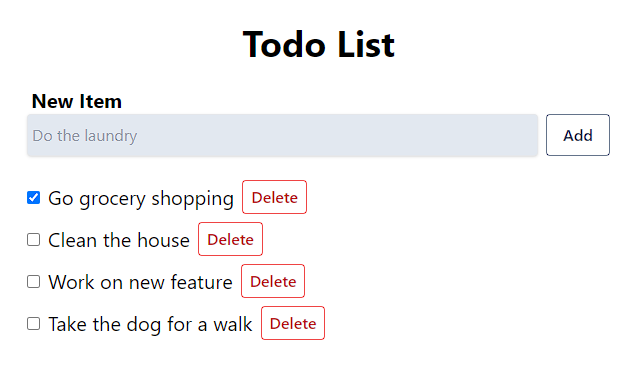 Todo List
New Item
Do the laundry Add
Go grocery shopping Delete
Clean the house Delete
Work on new feature Delete
Take the dog for a walk Delete